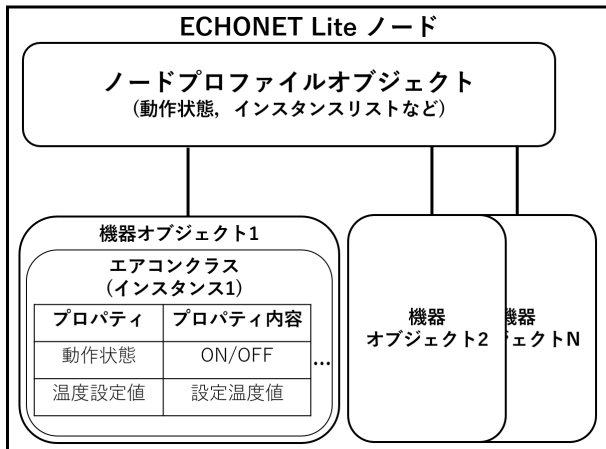 ECHONET Lite ノード
ノードプロファイルオブジェクト
(動作状態，インスタンスリストなど)
機器オブジェクト1
エアコンクラス
(インスタンス1)
プロパティ プロパティ内容
動作状態 ON/OFF
温度設定値 設定温度値
...
機器
オブジェクト2
機器
ジェクトN